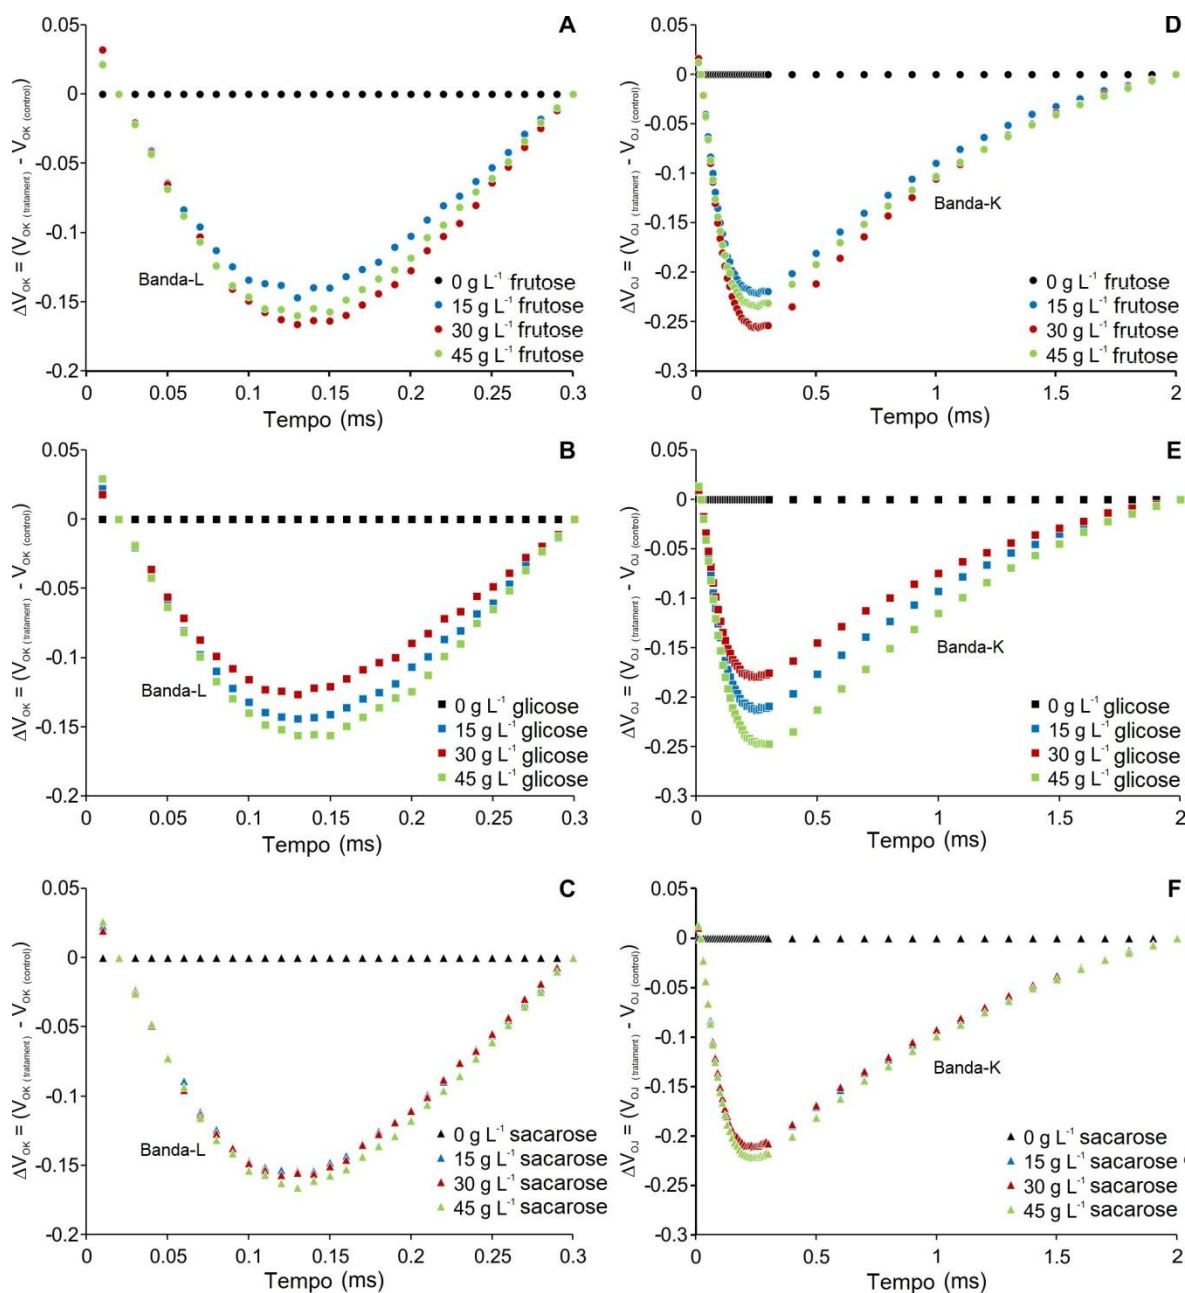 A
ΔV_OK = (V_OK (tratament) - V_OK (control))
0.05
0
-0.05
-0.1
-0.15
-0.2
Banda-L
0 g L⁻¹ frutose
15 g L⁻¹ frutose
30 g L⁻¹ frutose
45 g L⁻¹ frutose
0 0.05 0.1 0.15 0.2 0.25 0.3
Tempo (ms)
D
ΔV_OJ = (V_OJ (tratament) - V_OJ (control))
0.05
0
-0.05
-0.1
-0.15
-0.2
-0.25
-0.3
Banda-K
0 g L⁻¹ frutose
15 g L⁻¹ frutose
30 g L⁻¹ frutose
45 g L⁻¹ frutose
0 0.5 1 1.5 2
Tempo (ms)
B
ΔV_OK = (V_OK (tratament) - V_OK (control))
0.05
0
-0.05
-0.1
-0.15
-0.2
Banda-L
0 g L⁻¹ glicose
15 g L⁻¹ glicose
30 g L⁻¹ glicose
45 g L⁻¹ glicose
0 0.05 0.1 0.15 0.2 0.25 0.3
Tempo (ms)
E
ΔV_OJ = (V_OJ (tratament) - V_OJ (control))
0.05
0
-0.05
-0.1
-0.15
-0.2
-0.25
-0.3
Banda-K
0 g L⁻¹ glicose
15 g L⁻¹ glicose
30 g L⁻¹ glicose
45 g L⁻¹ glicose
0 0.5 1 1.5 2
Tempo (ms)
C
ΔV_OK = (V_OK (tratament) - V_OK (control))
0.05
0
-0.05
-0.1
-0.15
-0.2
Banda-L
0 g L⁻¹ sacarose
15 g L⁻¹ sacarose
30 g L⁻¹ sacarose
45 g L⁻¹ sacarose
0 0.05 0.1 0.15 0.2 0.25 0.3
Tempo (ms)
F
ΔV_OJ = (V_OJ (tratament) - V_OJ (control))
0.05
0
-0.05
-0.1
-0.15
-0.2
-0.25
-0.3
Banda-K
0 g L⁻¹ sacarose
15 g L⁻¹ sacarose
30 g L⁻¹ sacarose
45 g L⁻¹ sacarose
0 0.5 1 1.5 2
Tempo (ms)